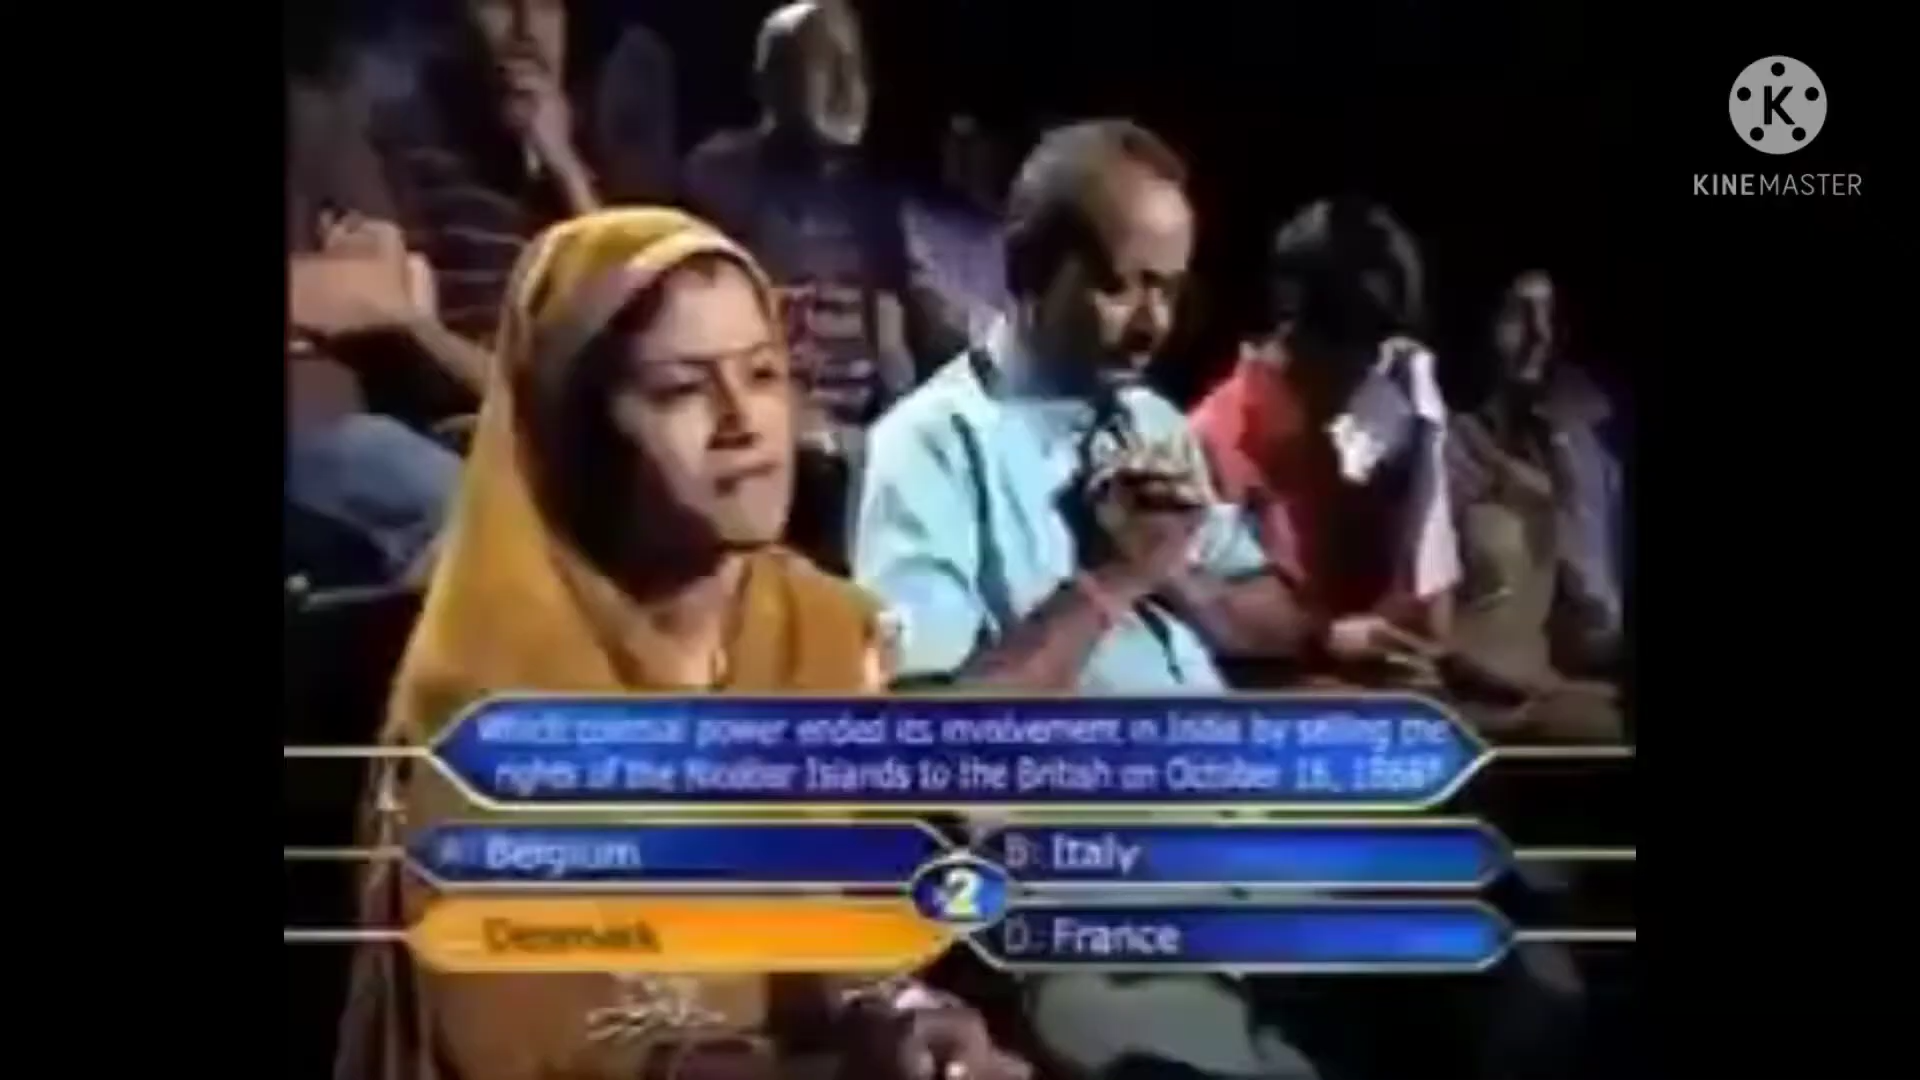 KINEMASTER
Which colonial power ended its involvement in India by selling the
rights of the Nicobar Islands to the British on October 16, 1868?
A: Belgium
B: Italy
2
Denmark
D: France